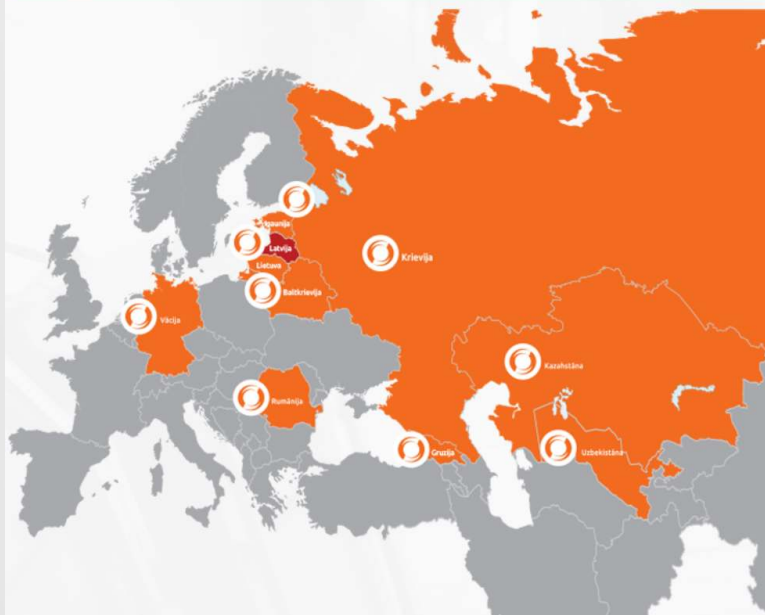 Igaunija
Latvija
Lietuva
Baltkrievija
Krievija
Vācija
Rumānija
Gruzija
Kazahstāna
Uzbekistāna